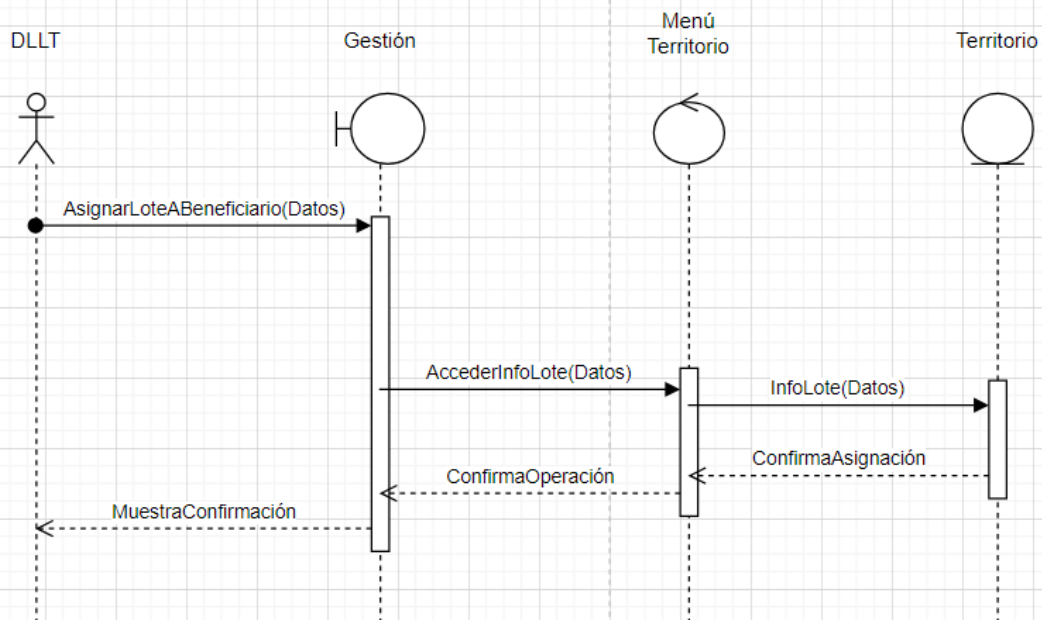 DLLT
Gestión
Menú
Territorio
Territorio
AsignarLoteABeneficiario(Datos)
AccederInfoLote(Datos)
InfoLote(Datos)
ConfirmaAsignación
ConfirmaOperación
MuestraConfirmación